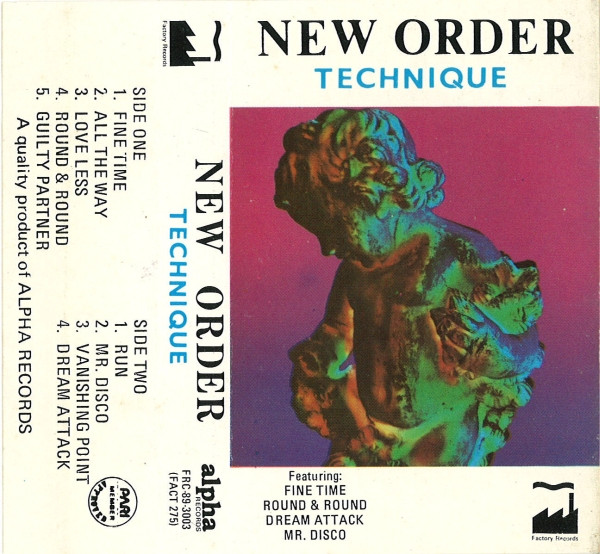 NEW ORDER
TECHNIQUE
Featuring:
FINE TIME
ROUND & ROUND
DREAM ATTACK
MR. DISCO
Factory Records
NEW ORDER
TECHNIQUE
alpha
RECORDS
FRC-89-3003
(FACT 275)
Factory Records
SIDE ONE
1. FINE TIME
2. ALL THE WAY
3. LOVE LESS
4. ROUND & ROUND
5. GUILTY PARTNER
SIDE TWO
1. RUN
2. MR. DISCO
3. VANISHING POINT
4. DREAM ATTACK
A quality product of ALPHA RECORDS
PARI
MEMBER